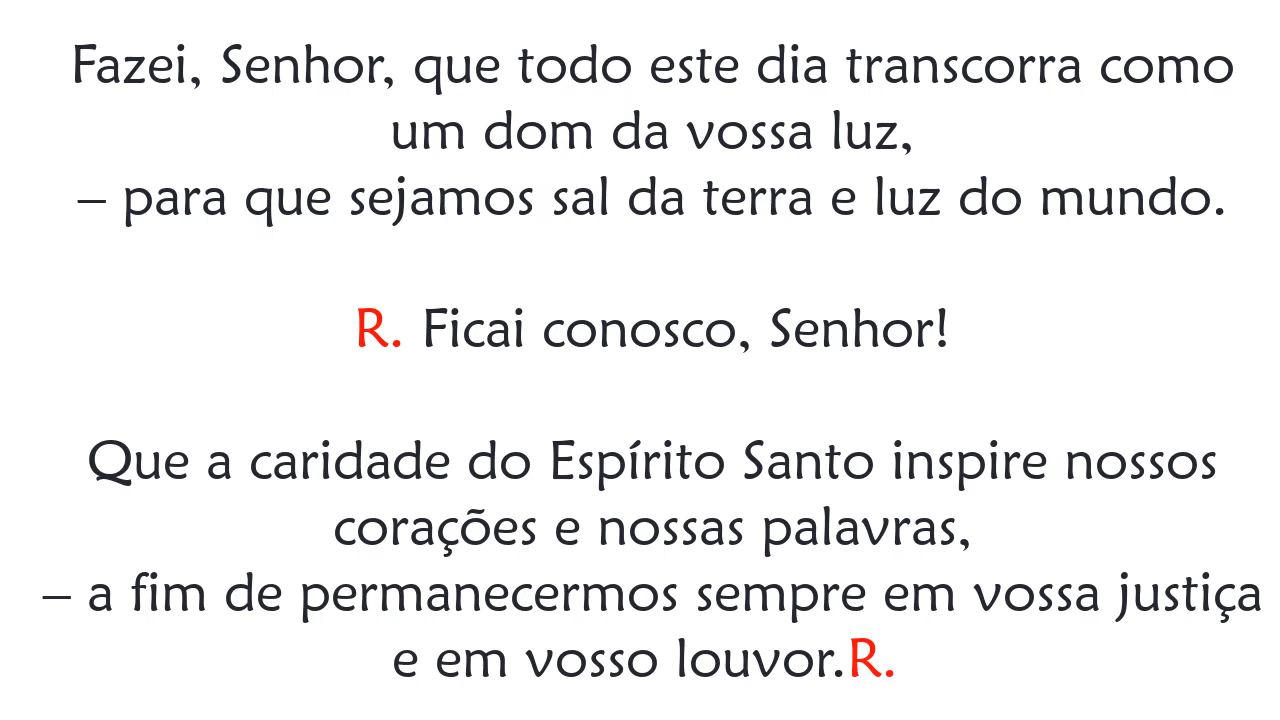 Fazei, Senhor, que todo este dia transcorra como
um dom da vossa luz,
– para que sejamos sal da terra e luz do mundo.
R. Ficai conosco, Senhor!
Que a caridade do Espírito Santo inspire nossos
corações e nossas palavras,
– a fim de permanecermos sempre em vossa justiça
e em vosso louvor.R.